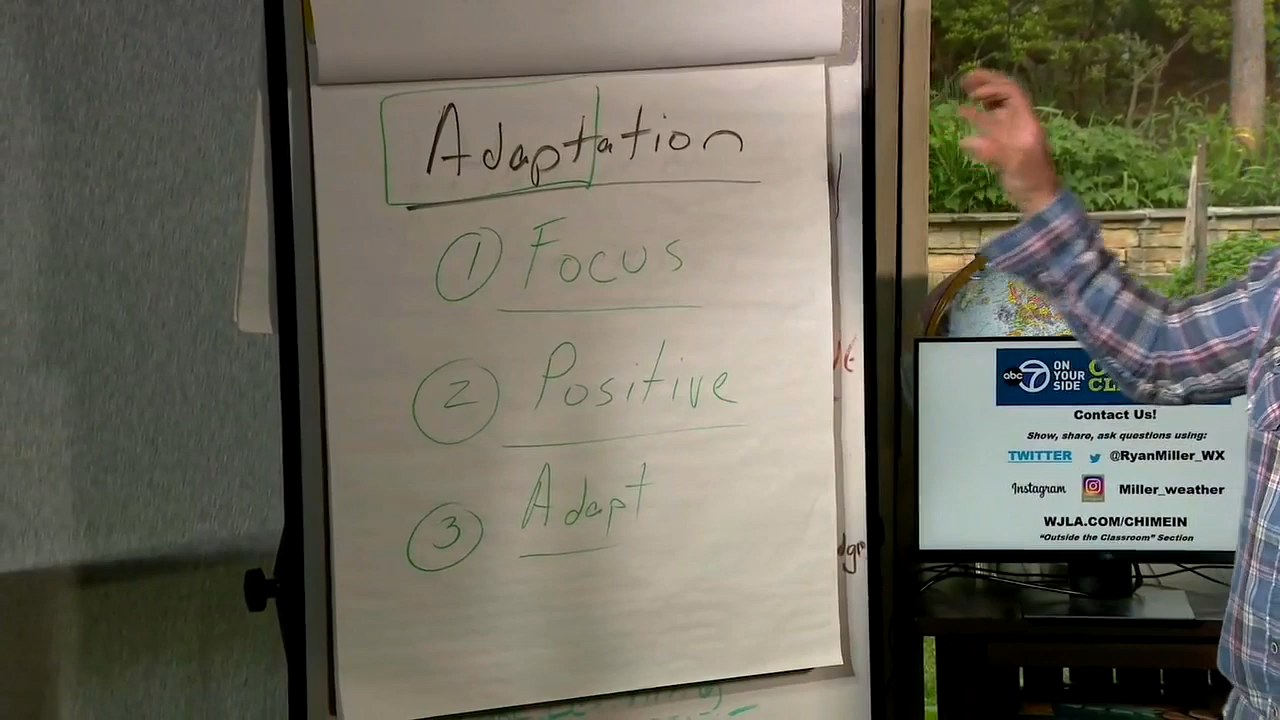 Adaptation
① Focus
② Positive
③ Adapt
abc 7 ON YOUR SIDE
Contact Us!
Show, share, ask questions using:
TWITTER @RyanMiller_WX
Instagram Miller_weather
WJLA.COM/CHIMEIN
"Outside the Classroom" Section